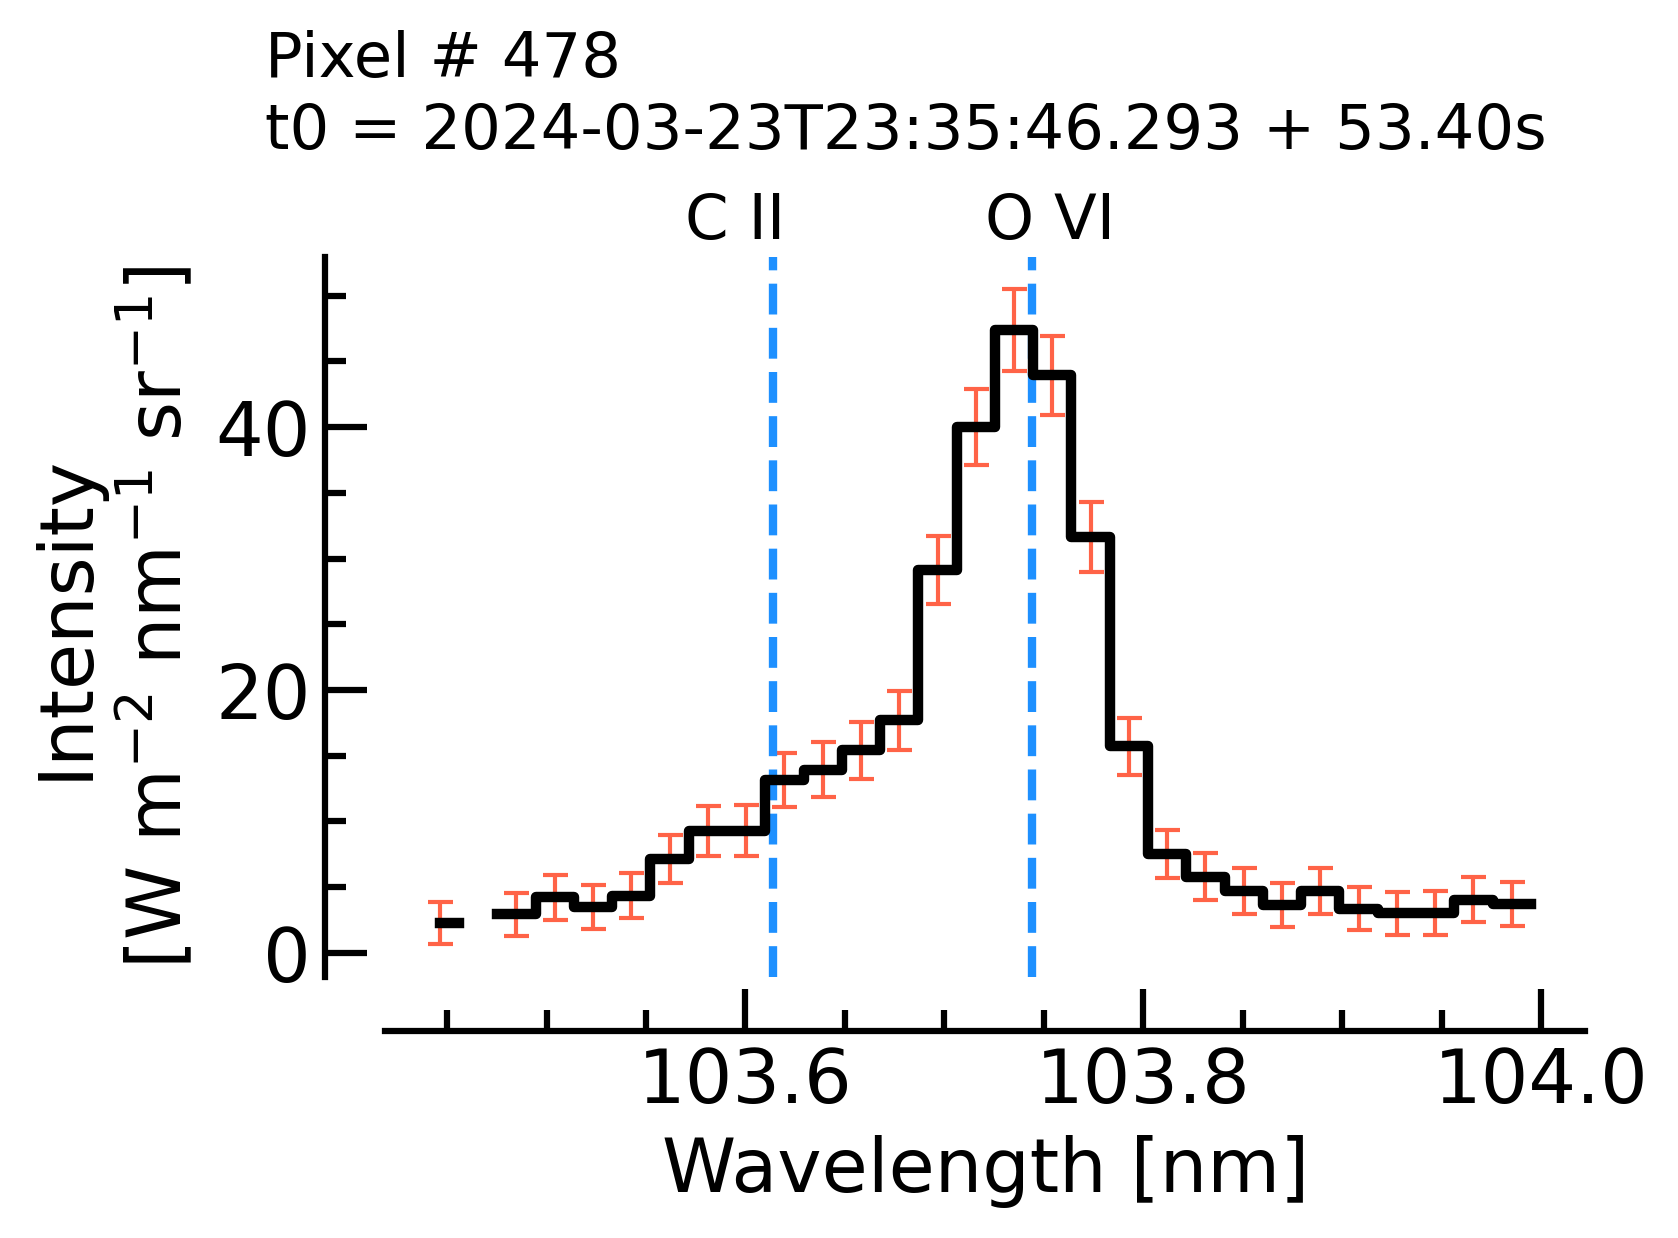 Pixel # 478
t0 = 2024-03-23T23:35:46.293 + 53.40s
C II O VI
Intensity
[W m⁻² nm⁻¹ sr⁻¹]
40
20
0
103.6 103.8 104.0
Wavelength [nm]